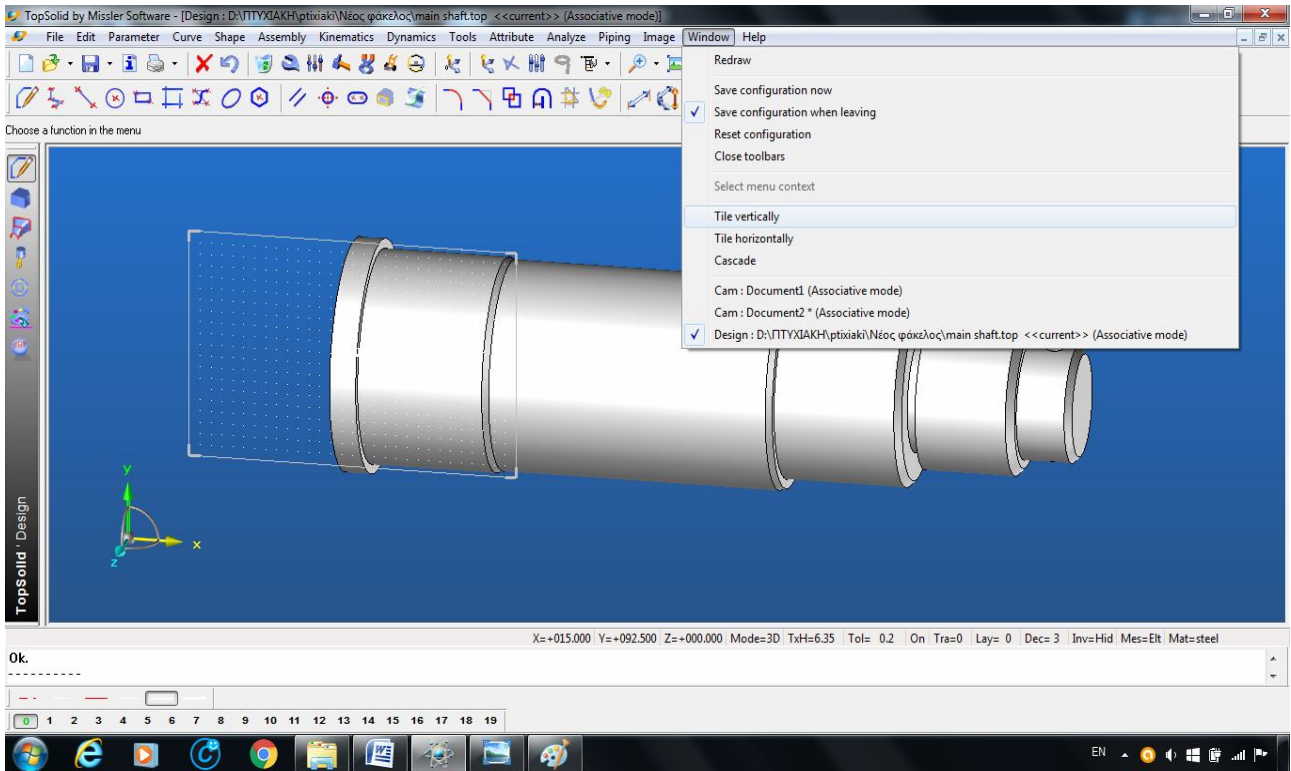 TopSolid by Missler Software - [Design : D:\ΠΤΥΧΙΑΚΗ\ptixiaki\Νέος φάκελος\main shaft.top <<current>> (Associative mode)]
File Edit Parameter Curve Shape Assembly Kinematics Dynamics Tools Attribute Analyze Piping Image Window Help
Redraw
Save configuration now
Save configuration when leaving
Reset configuration
Close toolbars
Select menu context
Tile vertically
Tile horizontally
Cascade
Cam : Document1 (Associative mode)
Cam : Document2 * (Associative mode)
Design : D:\ΠΤΥΧΙΑΚΗ\ptixiaki\Νέος φάκελος\main shaft.top <<current>> (Associative mode)
Choose a function in the menu
y
x
z
TopSolid ' Design
X=+015.000 Y=+092.500 Z=+000.000 Mode=3D TxH=6.35 Tol= 0.2 On Tra=0 Lay= 0 Dec= 3 Inv=Hid Mes=Elt Mat=steel
Ok.
----------
0 1 2 3 4 5 6 7 8 9 10 11 12 13 14 15 16 17 18 19
EN